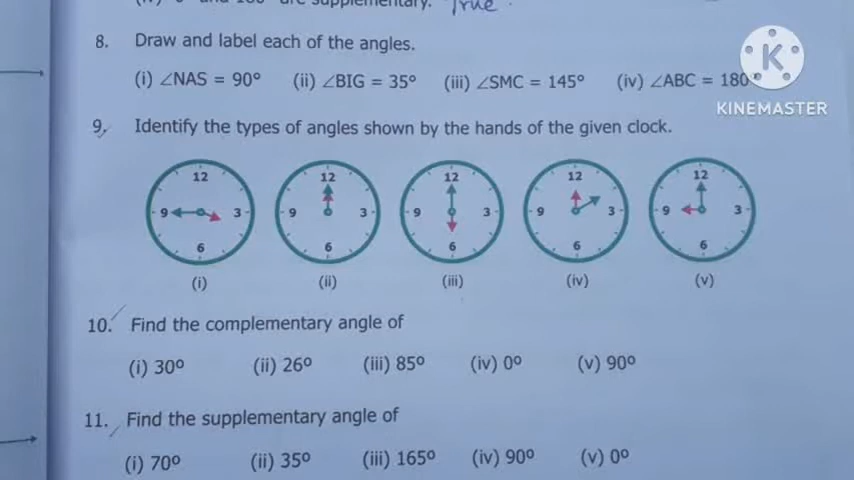 are supplementary. True.
8. Draw and label each of the angles.
(i) ∠NAS = 90° (ii) ∠BIG = 35° (iii) ∠SMC = 145° (iv) ∠ABC = 180°
K
KINEMASTER
9. Identify the types of angles shown by the hands of the given clock.
12 12 12 12 12
9 3 9 3 9 3 9 3 9 3
6 6 6 6 6
(i) (ii) (iii) (iv) (v)
10. Find the complementary angle of
(i) 30° (ii) 26° (iii) 85° (iv) 0° (v) 90°
11. Find the supplementary angle of
(i) 70° (ii) 35° (iii) 165° (iv) 90° (v) 0°